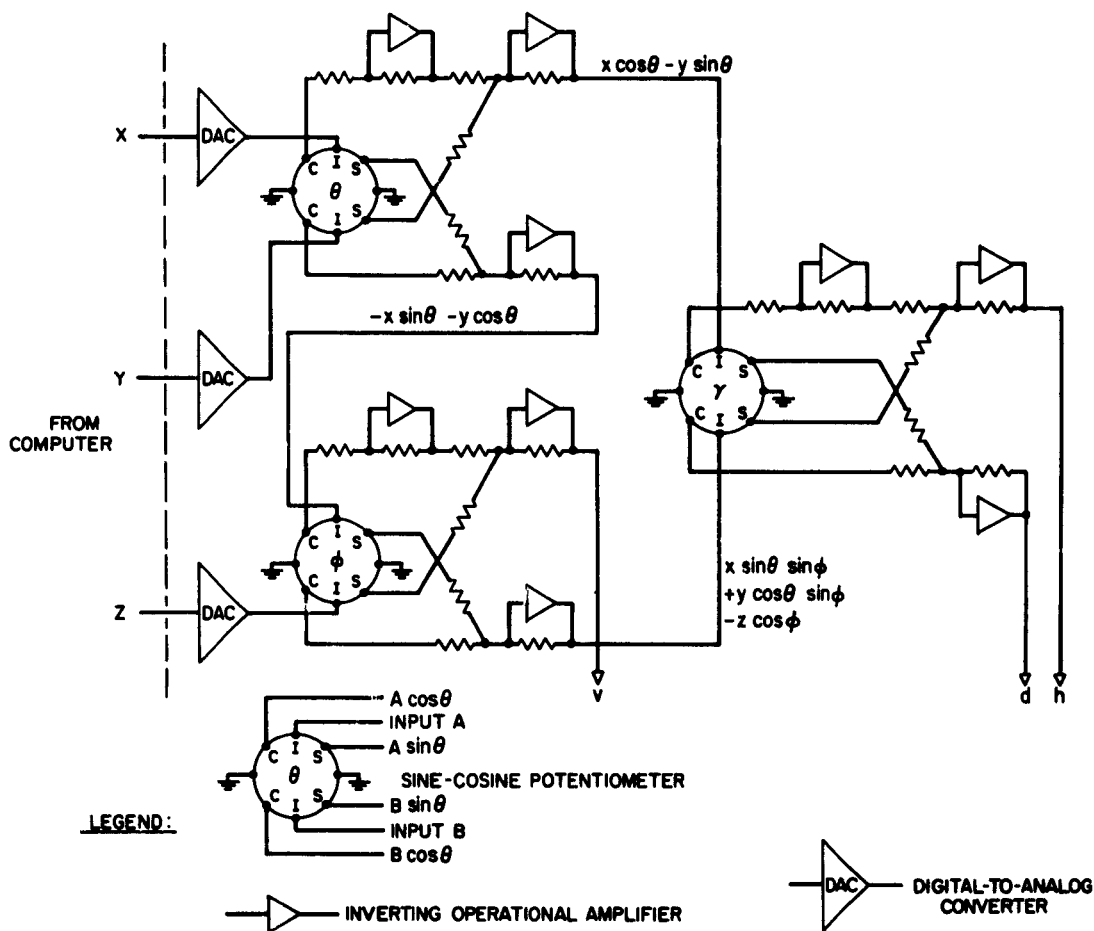 x cosθ - y sinθ
X
DAC
C I S
θ
C I S
-x sinθ -y cosθ
Y
DAC
FROM
COMPUTER
C I S
γ
C I S
C I S
φ
C I S
Z
DAC
x sinθ sinφ
+y cosθ sinφ
-z cosφ
v
d
h
A cosθ
INPUT A
A sinθ
C I S
θ
C I S
SINE-COSINE POTENTIOMETER
B sinθ
INPUT B
B cosθ
LEGEND:
INVERTING OPERATIONAL AMPLIFIER
DAC
DIGITAL-TO-ANALOG
CONVERTER